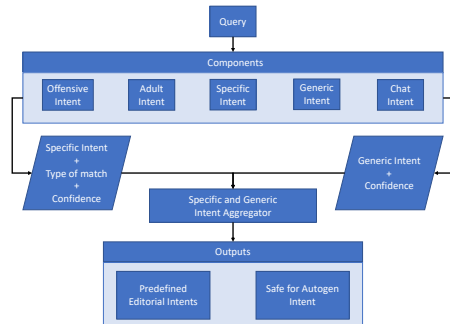 Query
Components
Offensive
Intent
Adult
Intent
Specific
Intent
Generic
Intent
Chat
Intent
Specific Intent
+
Type of match
+
Confidence
Generic Intent
+
Confidence
Specific and Generic
Intent Aggregator
Outputs
Predefined
Editorial Intents
Safe for Autogen
Intent